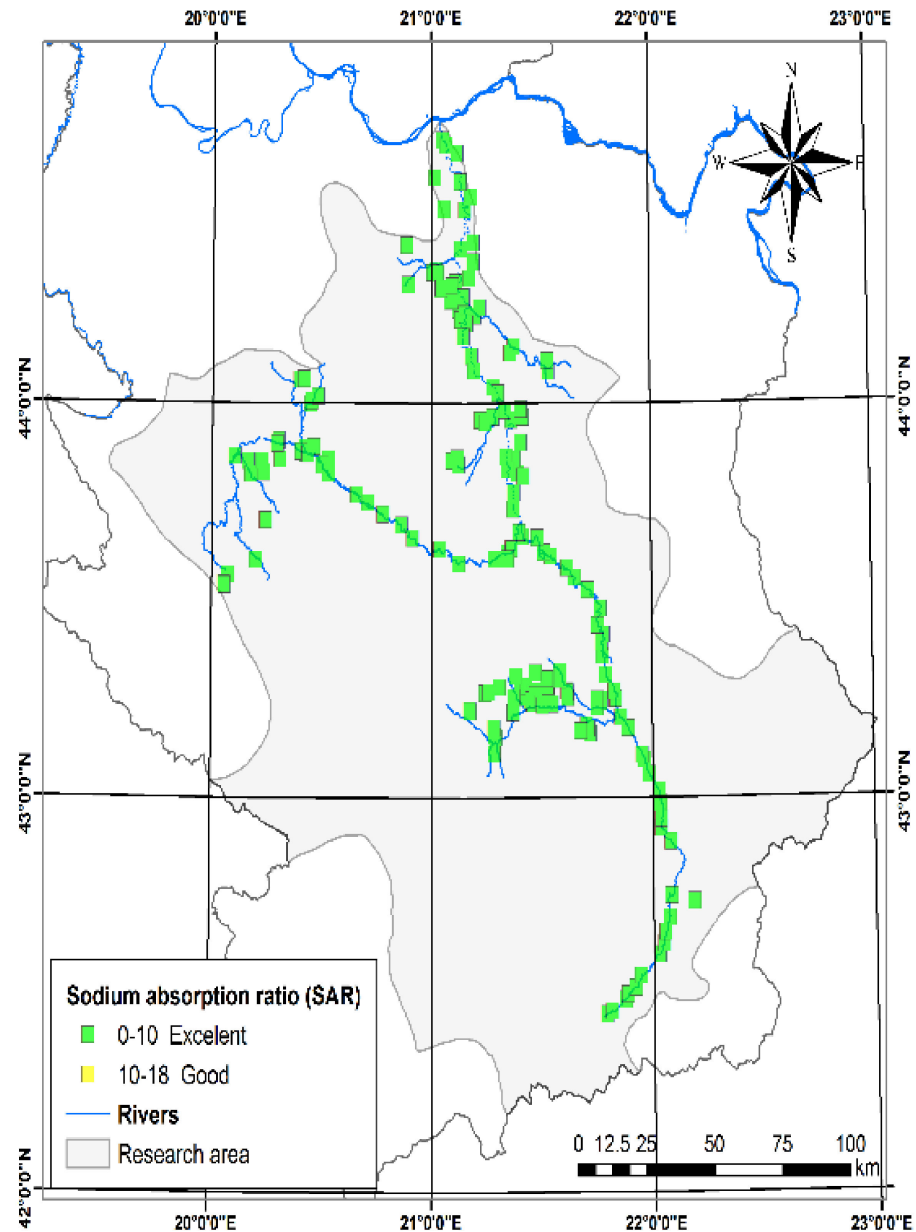 20°0'0"E 21°0'0"E 22°0'0"E 23°0'0"E
N
W E
S
44°0'0"N 44°0'0"N
43°0'0"N 43°0'0"N
Sodium absorption ratio (SAR)
0-10 Excelent
10-18 Good
Rivers
Research area
0 12.5 25 50 75 100
km
42°0'0"N 42°0'0"N
20°0'0"E 21°0'0"E 22°0'0"E 23°0'0"E